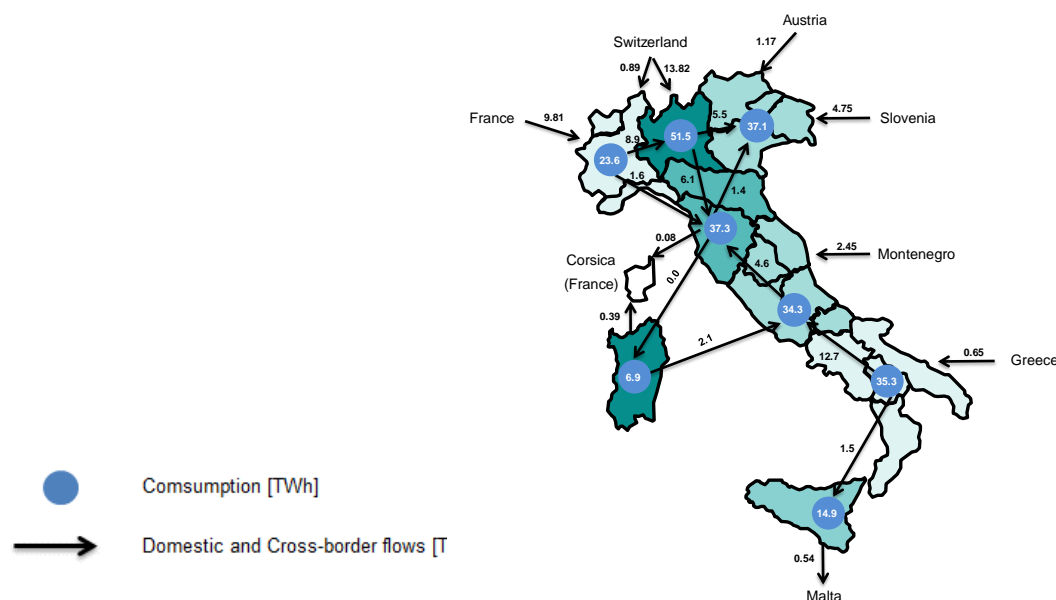 Austria
1.17
Switzerland
0.89
13.82
9.81
France
5.5
4.75
Slovenia
37.1
51.5
8.9
23.6
1.6
6.1
1.4
37.3
0.08
2.45
Montenegro
Corsica
(France)
4.6
0.0
34.3
0.39
2.1
12.7
0.65
Greece
6.9
35.3
1.5
14.9
0.54
Malta
Comsumption [TWh]
Domestic and Cross-border flows [T